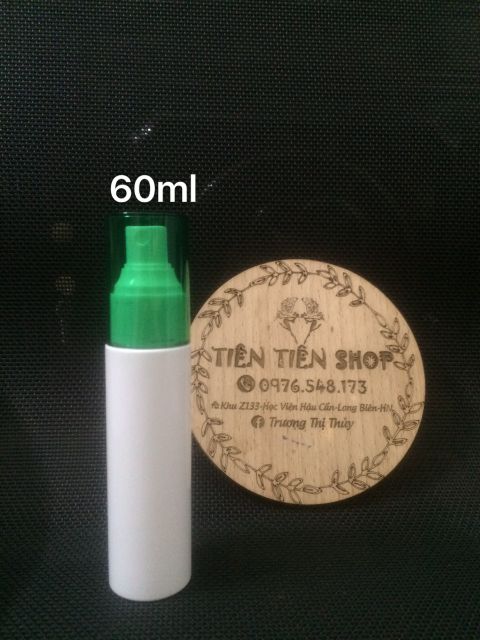 60ml
TIÊN TIÊN SHOP
0976.548.173
Khu Z133-Học Viện Hậu Cần-Long Biên-HN
Trương Thị Thủy